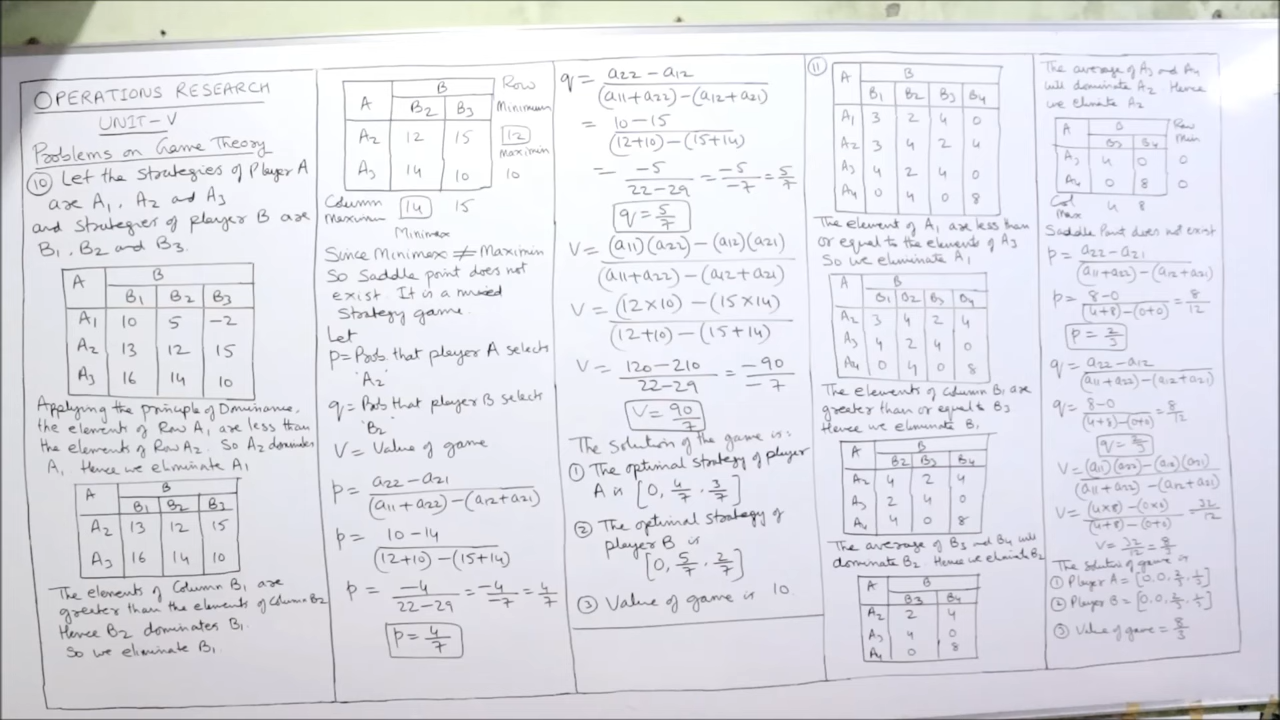 OPERATIONS RESEARCH
UNIT-V
Problems on Game Theory
10 Let the strategies of Player A
are A1, A2 and A3
and strategies of player B are
B1, B2 and B3.
A B
B1 B2 B3
A1 10 5 -2
A2 13 12 15
A3 16 14 10
Applying the principle of Dominance,
the elements of Row A1 are less than
the elements of Row A2. So A2 dominates
A1. Hence we eliminate A1
A B
B1 B2 B3
A2 13 12 15
A3 16 14 10
The elements of Column B1 are
greater than the elements of Column B2
Hence B2 dominates B1.
So we eliminate B1.
A B Row
B2 B3 Minimum
A2 12 15 12
Maximin
A3 14 10 10
Column 14 15
Maximum
Minimax
Since Minimax ≠ Maximin
So Saddle point does not
exist. It is a mixed
Strategy game.
Let
p = Prob. that player A selects
'A2'
q = Prob that player B selects
'B2'
V = Value of game
p = a22 - a21 / (a11 + a22) - (a12 + a21)
p = 10 - 14 / (12+10) - (15+14)
p = -4 / 22-29 = -4/-7 = 4/7
p = 4/7
q = a22 - a12 / (a11 + a22) - (a12 + a21)
= 10 - 15 / (12+10) - (15+14)
= -5 / 22-29 = -5/-7 = 5/7
q = 5/7
V = (a11)(a22) - (a12)(a21) / (a11 + a22) - (a12 + a21)
V = (12×10) - (15×14) / (12+10) - (15+14)
V = 120 - 210 / 22-29 = -90/-7
V = 90/7
The solution of the game is:
1 The optimal strategy of player
A is [0, 4/7, 3/7]
2 The optimal strategy of
player B is
[0, 5/7, 2/7]
3 Value of game is 10.
11
A B
B1 B2 B3 B4
A1 3 2 4 0
A2 3 4 2 4
A3 4 2 4 0
A4 0 4 0 8
The element of A1 are less than
or equal to the elements of A3
So we eliminate A1
A B
B1 B2 B3 B4
A2 3 4 2 4
A3 4 2 4 0
A4 0 4 0 8
The elements of Column B1 are
greater than or equal to B3
Hence we eliminate B1
A B
B2 B3 B4
A2 4 2 4
A3 2 4 0
A4 4 0 8
The average of B3 and B4 will
dominate B2. Hence we eliminate B2
A B
B3 B4
A2 2 4
A3 4 0
A4 0 8
The average of A3 and A4
will dominate A2. Hence
we elimate A2
A B Row
Min
B3 B4
A3 4 0 0
A4 0 8 0
Col 4 8
Max
Saddle Point does not exist
p = a22 - a21 / (a11 + a22) - (a12 + a21)
p = 8-0 / (4+8) - (0+0) = 8/12
p = 2/3
q = a22 - a12 / (a11 + a22) - (a12 + a21)
q = 8-0 / (4+8) - (0+0) = 8/12
q = 2/3
V = (a11)(a22) - (a12)(a21) / (a11 + a22) - (a12 + a21)
V = (4×8) - (0×0) / (4+8) - (0+0) = 32/12
V = 32/12 = 8/3
The solution of game is
1 Player A = [0, 0, 2/3, 1/3]
2 Player B = [0, 0, 2/3, 1/3]
3 Value of game = 8/3